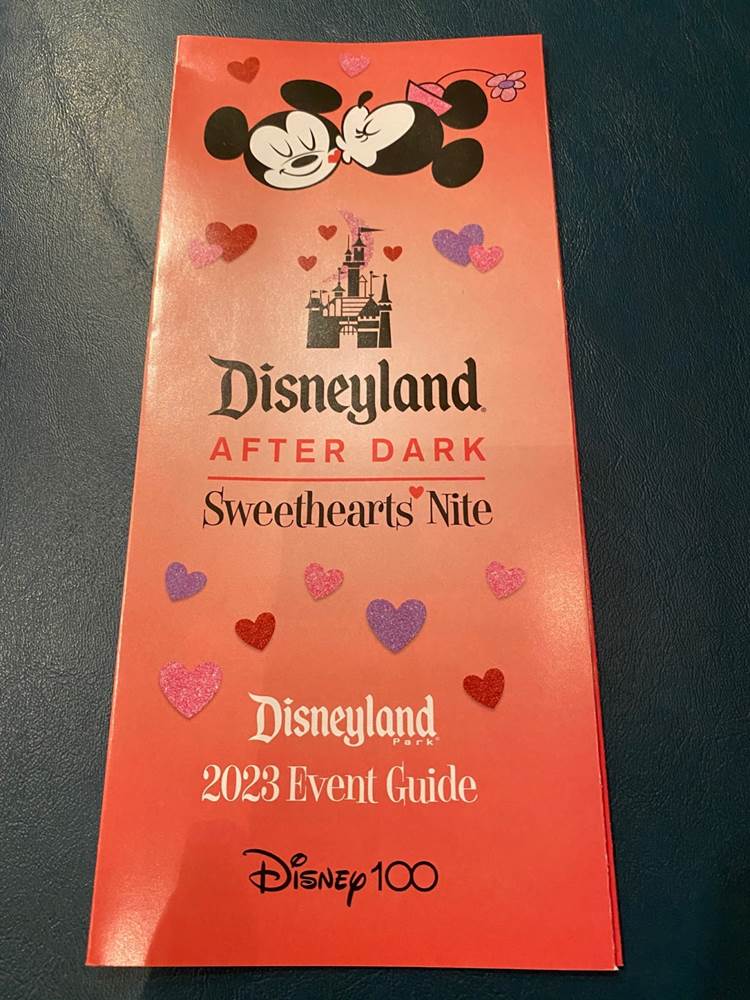 Disneyland
AFTER DARK
Sweethearts' Nite
Disneyland
Park
2023 Event Guide
Disney100